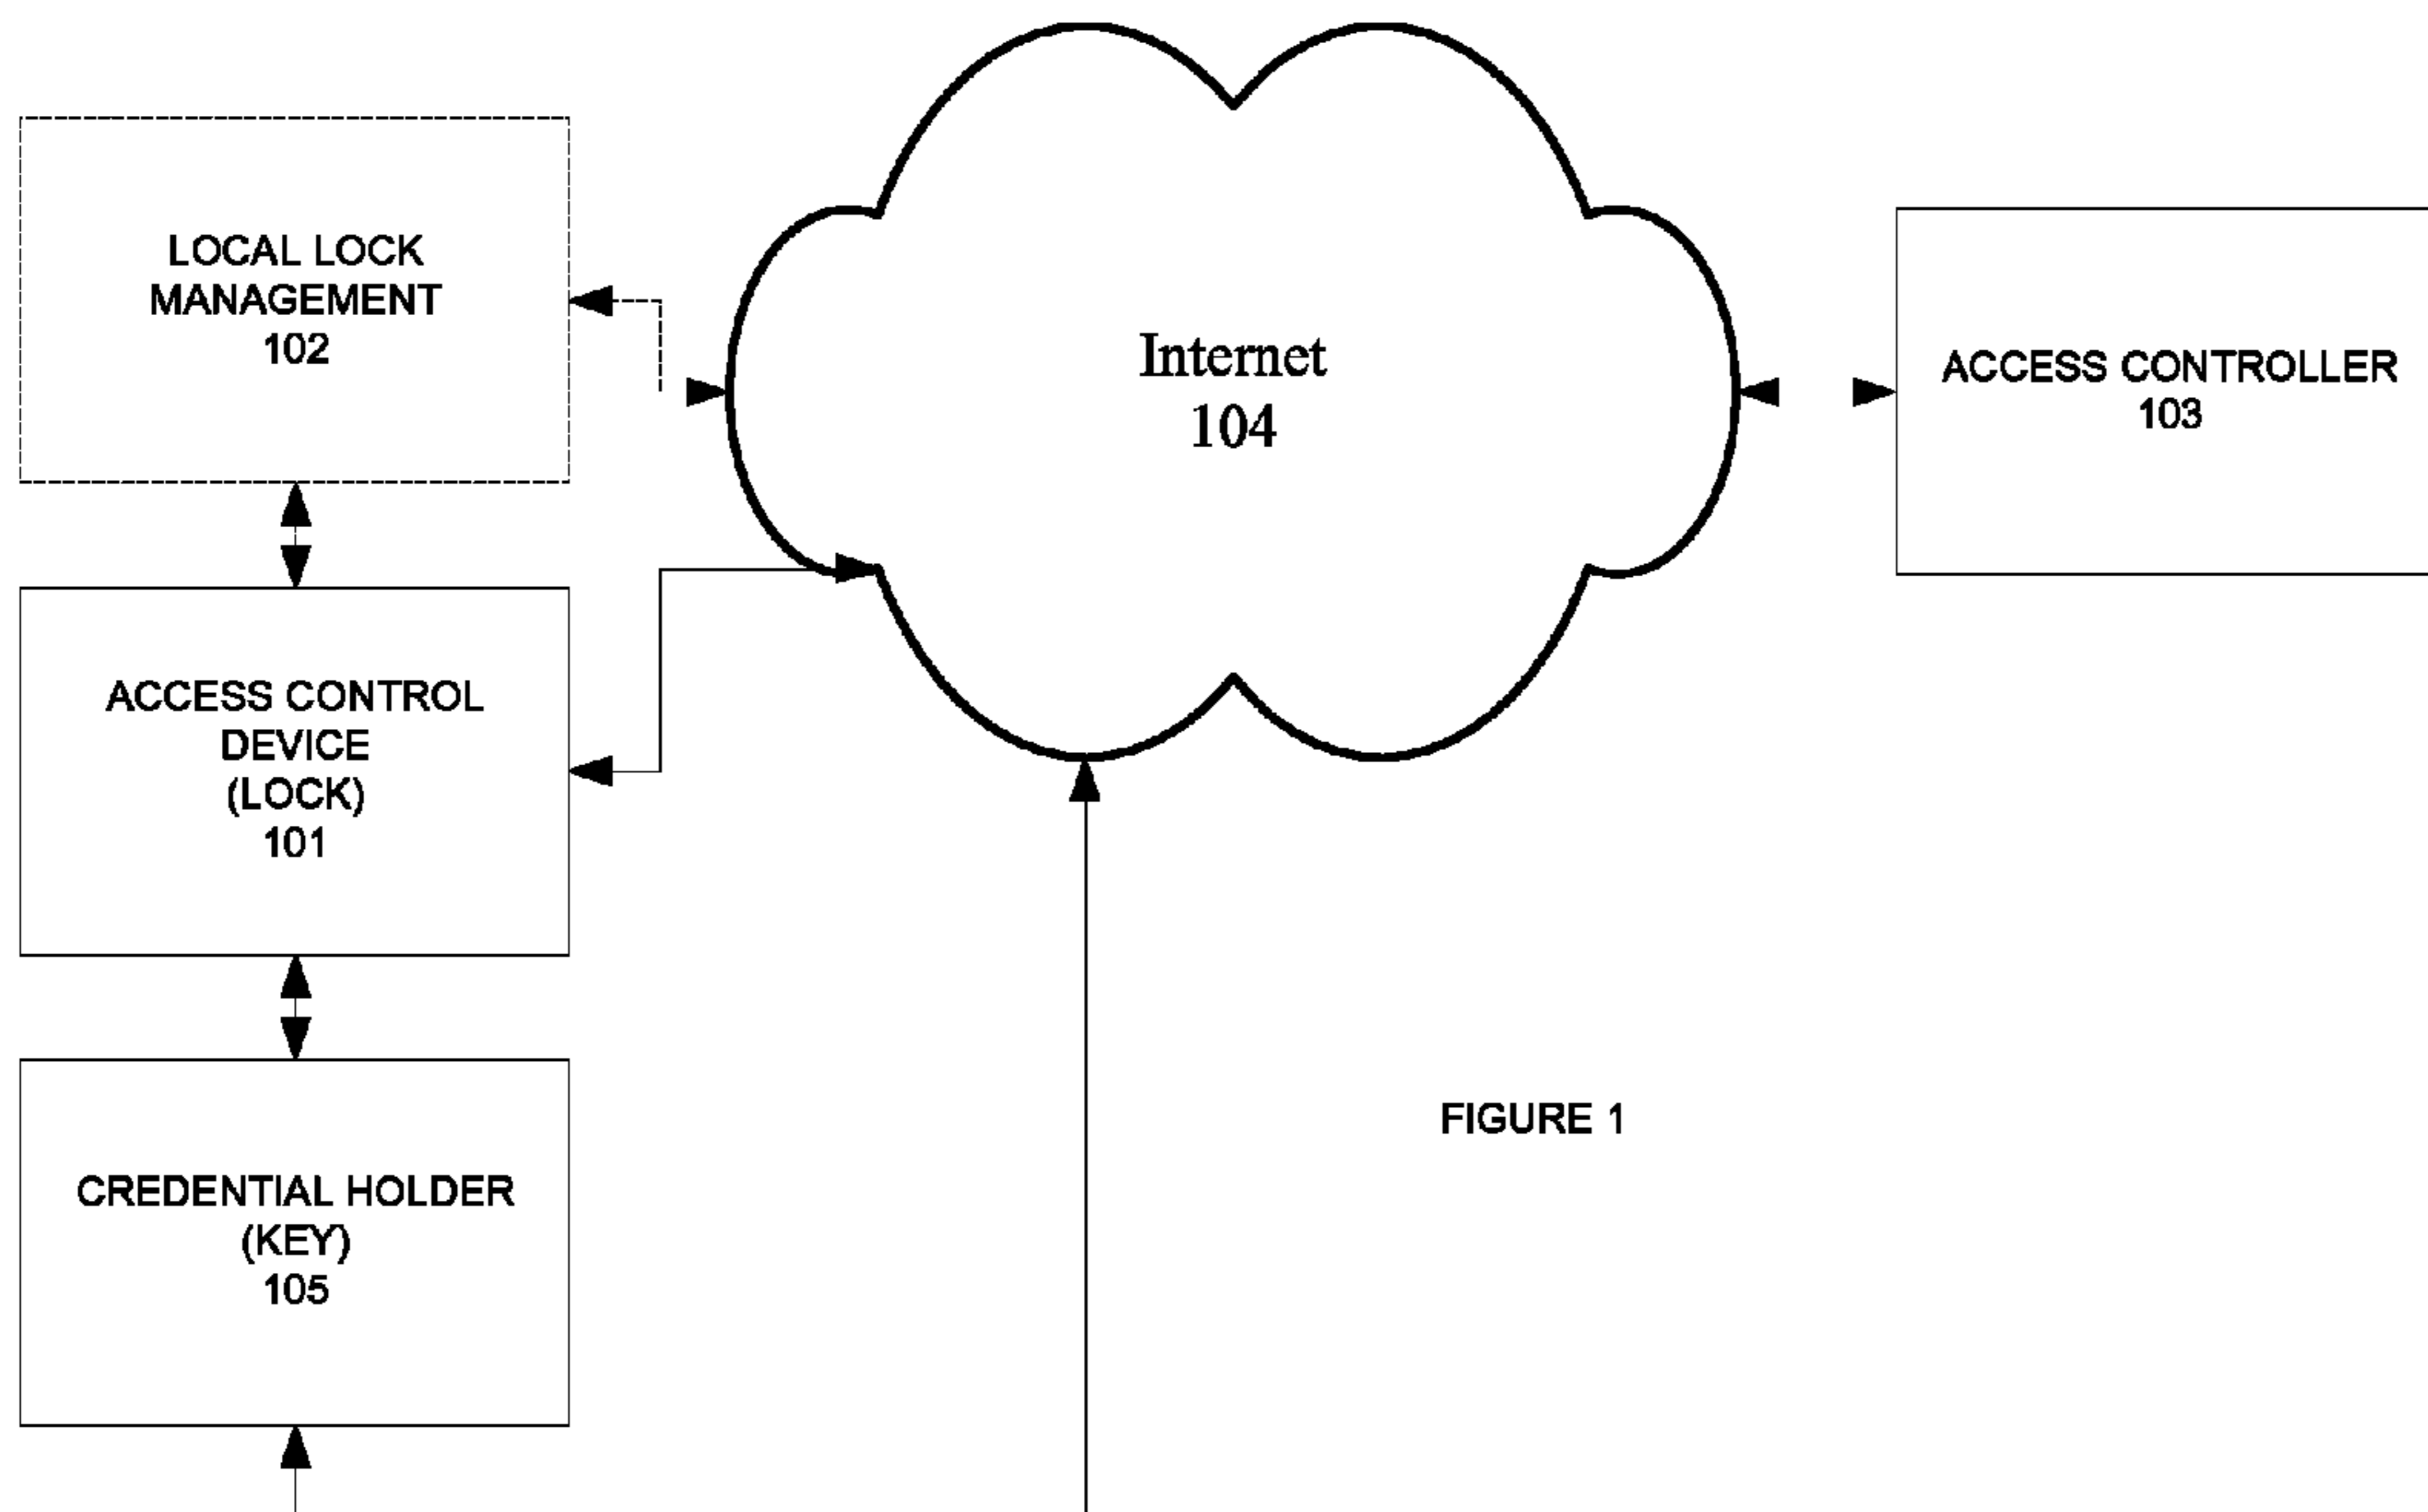 LOCAL LOCK
MANAGEMENT
102
Internet
104
ACCESS CONTROLLER
103
ACCESS CONTROL
DEVICE
(LOCK)
101
CREDENTIAL HOLDER
(KEY)
105
FIGURE 1